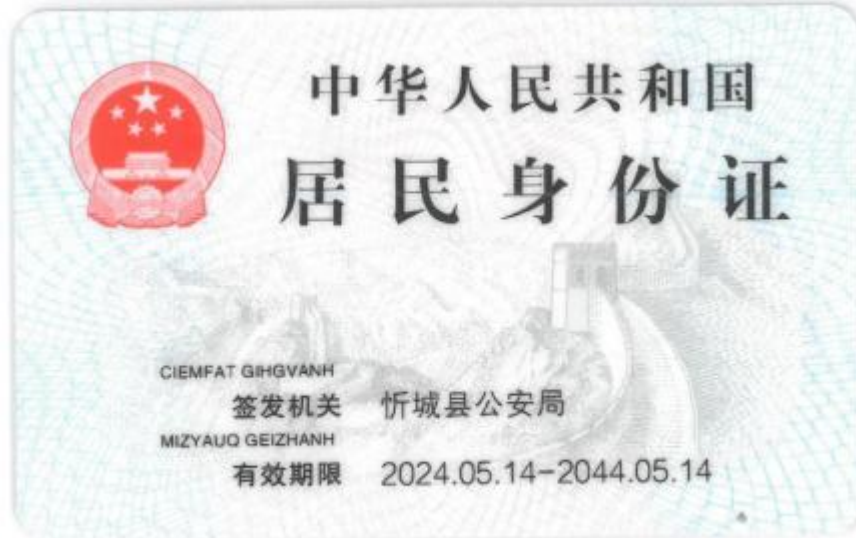 中华人民共和国
居民身份证
CIEMFAT GIHGVANH
签发机关 忻城县公安局
MIZYAUQ GEIZHANH
有效期限 2024.05.14-2044.05.14